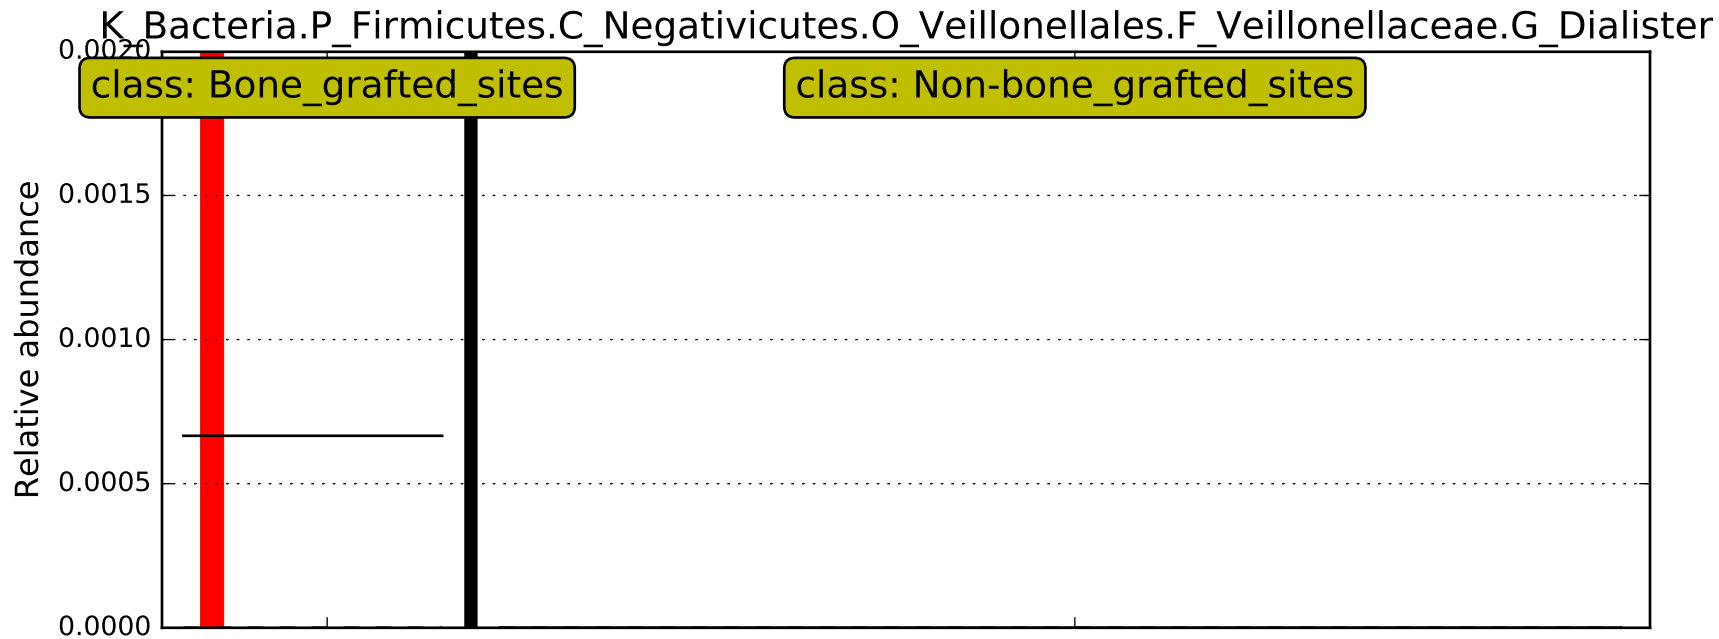 K_Bacteria.P_Firmicutes.C_Negativicutes.O_Veillonellales.F_Veillonellaceae.G_Dialister
0.0020
class: Bone_grafted_sites
class: Non-bone_grafted_sites
0.0015
0.0010
0.0005
0.0000
Relative abundance